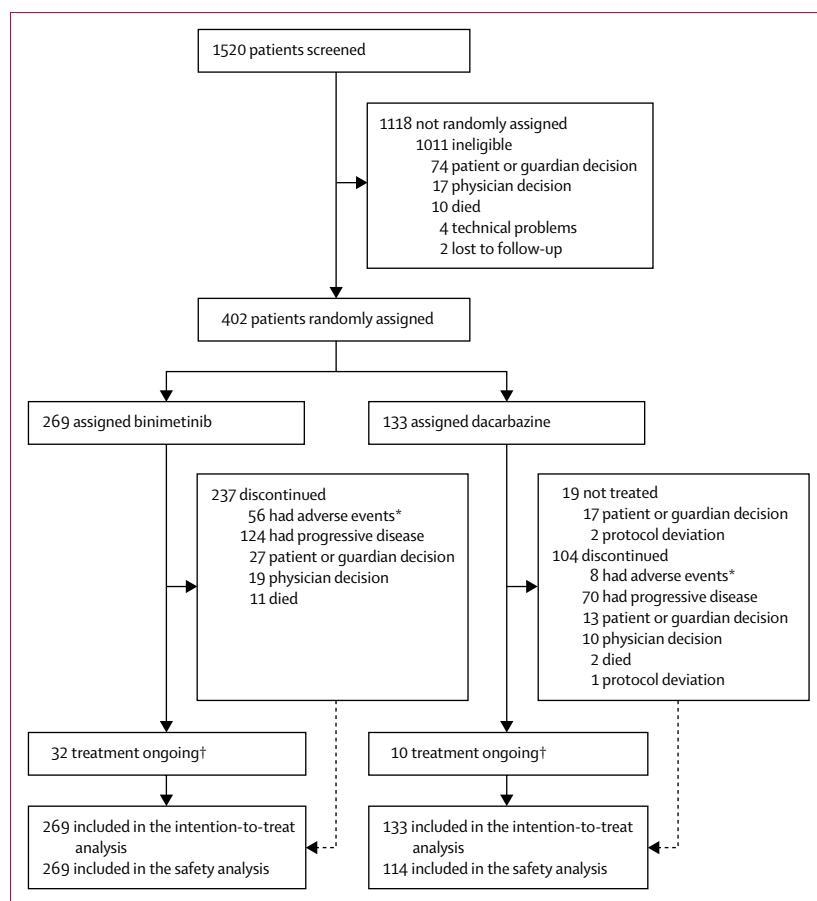 1520 patients screened
1118 not randomly assigned
1011 ineligible
74 patient or guardian decision
17 physician decision
10 died
4 technical problems
2 lost to follow-up
402 patients randomly assigned
269 assigned binimetinib
133 assigned dacarbazine
237 discontinued
56 had adverse events*
124 had progressive disease
27 patient or guardian decision
19 physician decision
11 died
19 not treated
17 patient or guardian decision
2 protocol deviation
104 discontinued
8 had adverse events*
70 had progressive disease
13 patient or guardian decision
10 physician decision
2 died
1 protocol deviation
32 treatment ongoing†
10 treatment ongoing†
269 included in the intention-to-treat
analysis
269 included in the safety analysis
133 included in the intention-to-treat
analysis
114 included in the safety analysis